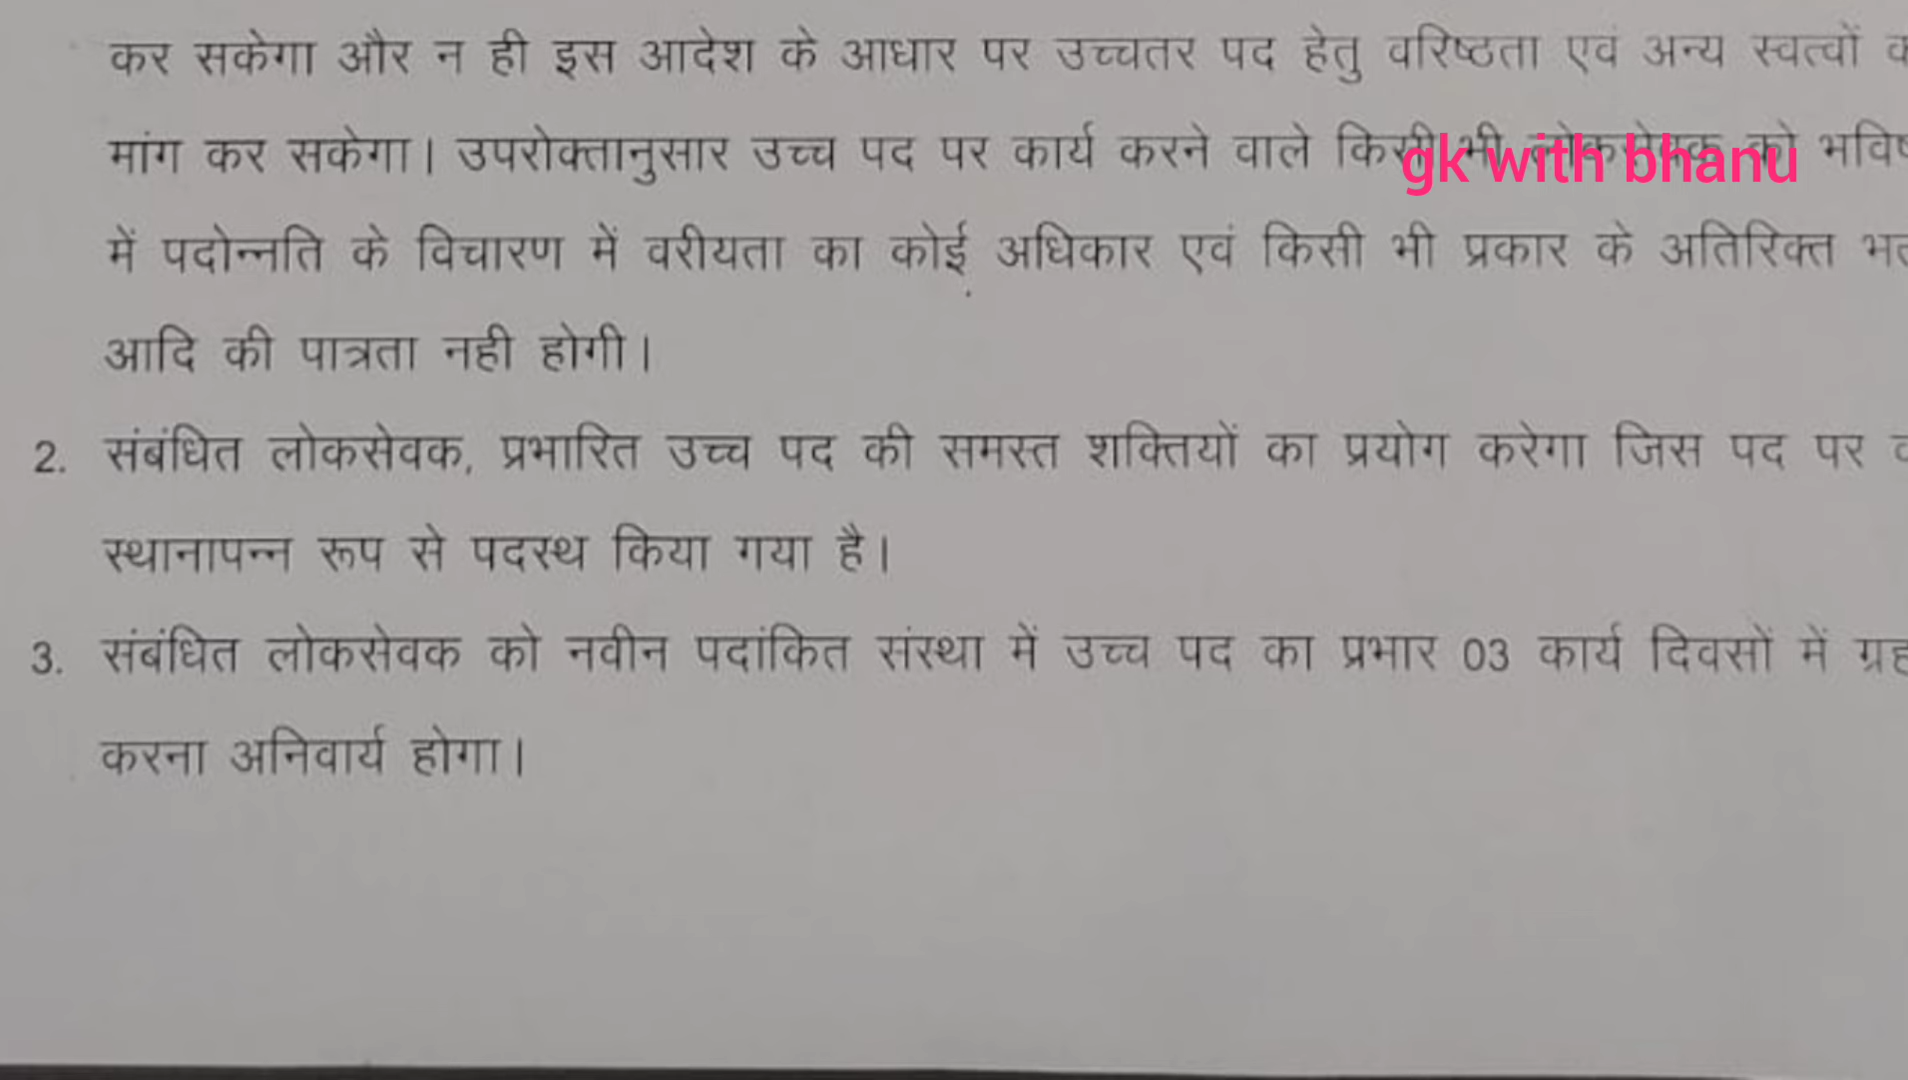 कर सकेगा और न ही इस आदेश के आधार पर उच्चतर पद हेतु वरिष्ठता एवं अन्य स्वत्वों
मांग कर सकेगा। उपरोक्तानुसार उच्च पद पर कार्य करने वाले किसी भी लोकसेवक को
gk with bhanu
में पदोन्नति के विचारण में वरीयता का कोई अधिकार एवं किसी भी प्रकार के अतिरिक्त
आदि की पात्रता नही होगी।
2. संबंधित लोकसेवक, प्रभारित उच्च पद की समस्त शक्तियों का प्रयोग करेगा जिस पद पर
स्थानापन्न रूप से पदस्थ किया गया है।
3. संबंधित लोकसेवक को नवीन पदांकित संस्था में उच्च पद का प्रभार 03 कार्य दिवसों में
करना अनिवार्य होगा।